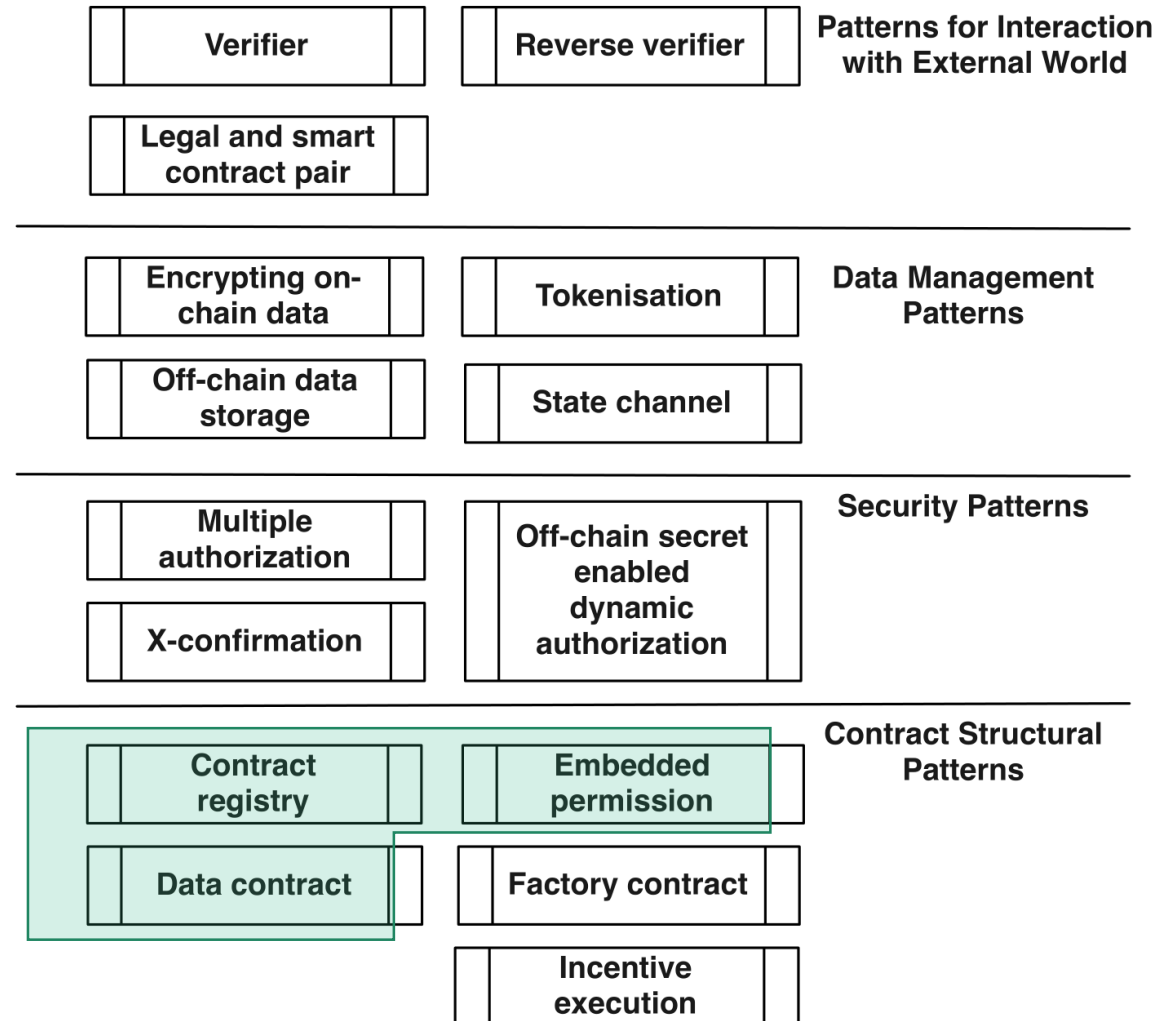 Verifier
Reverse verifier
Patterns for Interaction
with External World
Legal and smart
contract pair
Encrypting on-
chain data
Tokenisation
Data Management
Patterns
Off-chain data
storage
State channel
Multiple
authorization
Off-chain secret
enabled
dynamic
authorization
Security Patterns
X-confirmation
Contract
registry
Embedded
permission
Contract Structural
Patterns
Data contract
Factory contract
Incentive
execution